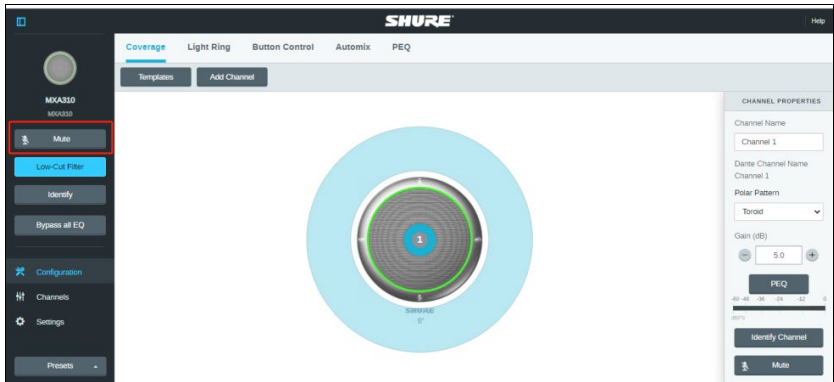 SHURE
Help
MXA310
MXA310
Mute
Low-Cut Filter
Identify
Bypass all EQ
Configuration
Channels
Settings
Presets
Coverage Light Ring Button Control Automix PEQ
Templates Add Channel
1
SHURE
CHANNEL PROPERTIES
Channel Name
Channel 1
Dante Channel Name
Channel 1
Polar Pattern
Toroid
Gain (dB)
5.0
PEQ
-60 -48 -36 -24 -12 0
dBFS
Identify Channel
Mute